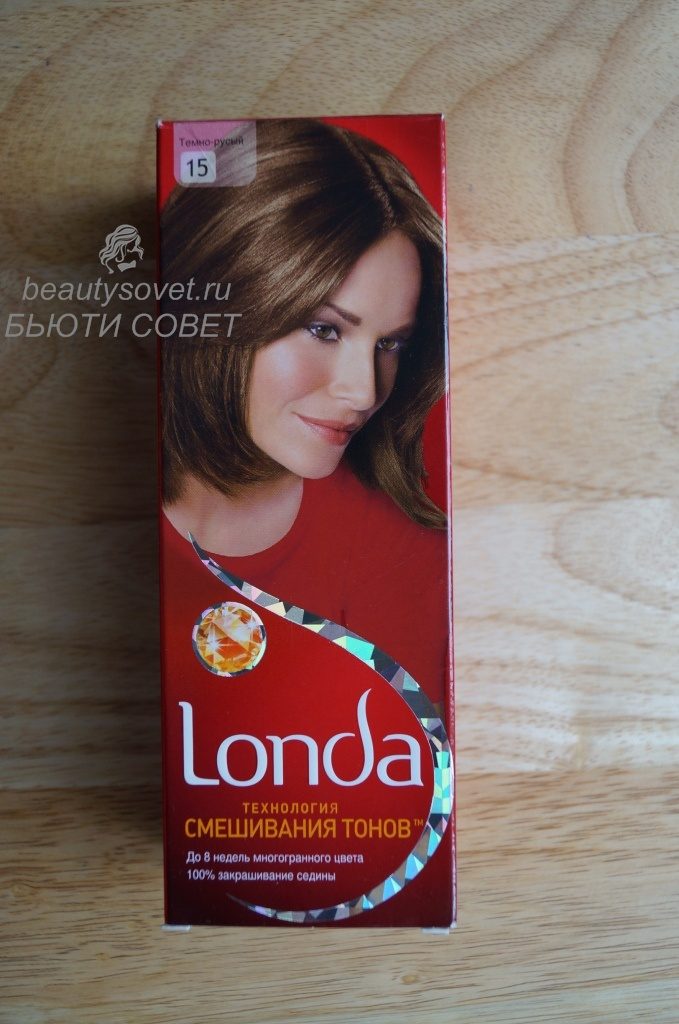 Темно-русый
15
beautysovet.ru
БЬЮТИ СОВЕТ
Londa
ТЕХНОЛОГИЯ
СМЕШИВАНИЯ ТОНОВ™
До 8 недель многогранного цвета
100% закрашивание седины